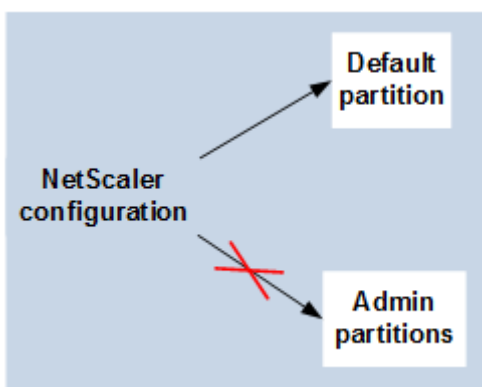 Default
partition
NetScaler
configuration
Admin
partitions